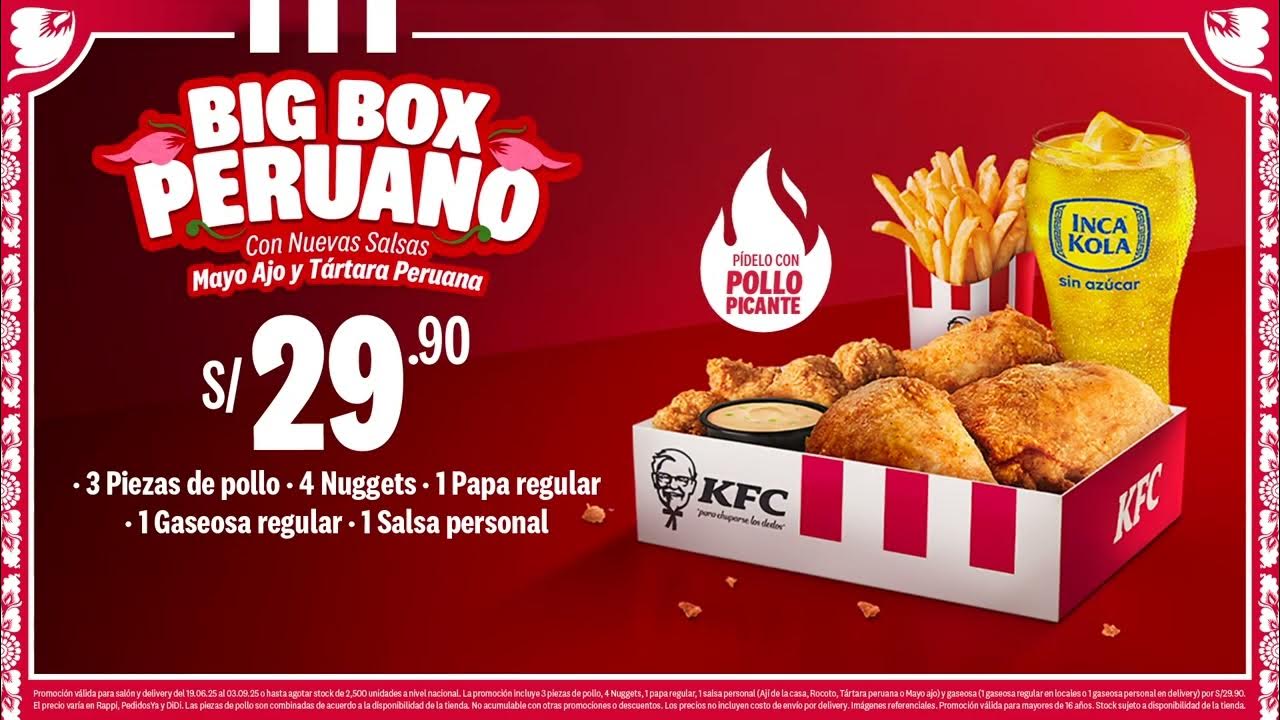 BIG BOX
PERUANO
Con Nuevas Salsas
Mayo Ajo y Tártara Peruana
S/29.90
· 3 Piezas de pollo · 4 Nuggets · 1 Papa regular
· 1 Gaseosa regular · 1 Salsa personal
PÍDELO CON
POLLO
PICANTE
INCA
KOLA
sin azúcar
KFC
"para chuparse los dedos"
KFC
Promoción válida para salón y delivery del 19.06.25 al 03.09.25 o hasta agotar stock de 2,500 unidades a nivel nacional. La promoción incluye 3 piezas de pollo, 4 Nuggets, 1 papa regular, 1 salsa personal (Ají de la casa, Rocoto, Tártara peruana o Mayo ajo) y gaseosa (1 gaseosa regular en locales o 1 gaseosa personal en delivery) por S/29.90.
El precio varía en Rappi, PedidosYa y DiDi. Las piezas de pollo son combinadas de acuerdo a la disponibilidad de la tienda. No acumulable con otras promociones o descuentos. Los precios no incluyen costo de envío por delivery. Imágenes referenciales. Promoción válida para mayores de 16 años. Stock sujeto a disponibilidad de la tienda.